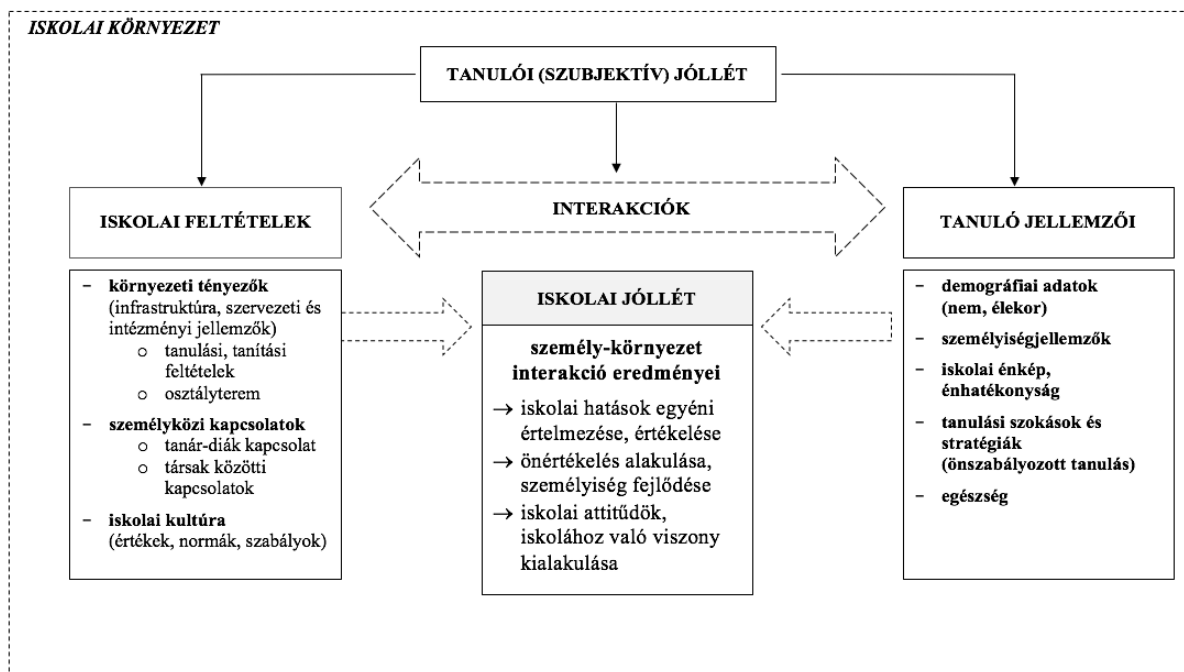 ISKOLAI KÖRNYEZET
TANULÓI (SZUBJEKTÍV) JÓLLÉT
ISKOLAI FELTÉTELEK
INTERAKCIÓK
TANULÓ JELLEMZŐI
− környezeti tényezők
(infrastruktúra, szervezeti és
intézményi jellemzők)
o tanulási, tanítási
feltételek
o osztályterem
− személyközi kapcsolatok
o tanár-diák kapcsolat
o társak közötti
kapcsolatok
− iskolai kultúra
(értékek, normák, szabályok)
ISKOLAI JÓLLÉT
személy-környezet
interakció eredményei
→ iskolai hatások egyéni
értelmezése, értékelése
→ önértékelés alakulása,
személyiség fejlődése
→ iskolai attitűdök,
iskolához való viszony
kialakulása
− demográfiai adatok
(nem, élekor)
− személyiségjellemzők
− iskolai énkép,
énhatékonyság
− tanulási szokások és
stratégiák
(önszabályozott tanulás)
− egészség